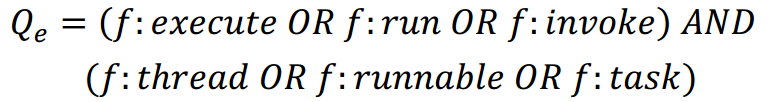 Qₑ = (f: execute OR f: run OR f: invoke) AND
(f: thread OR f: runnable OR f: task)